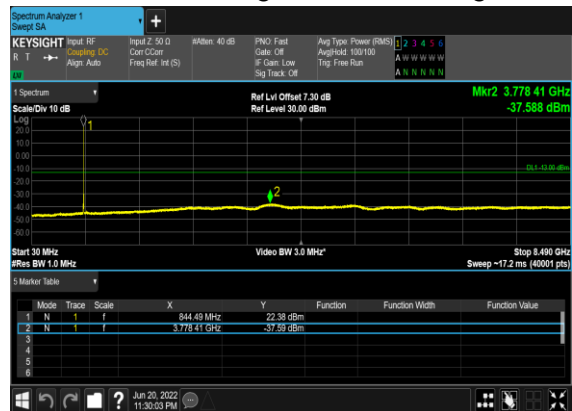 Spectrum Analyzer 1
Swept SA
KEYSIGHT Input: RF Input Z: 50 Ω #Atten: 40 dB PNO: Fast Avg Type: Power (RMS) 1 2 3 4 5 6
R T Coupling: DC Corr CCorr Gate: Off Avg|Hold: 100/100 A W W W W W
Align: Auto Freq Ref: Int (S) IF Gain: Low Trig: Free Run
LW Sig Track: Off A N N N N N
1 Spectrum Ref Lvl Offset 7.30 dB Mkr2 3.778 41 GHz
Scale/Div 10 dB Ref Level 30.00 dBm -37.588 dBm
Log
20.0 1
10.0
0.00
-10.0 DL1 -13.00 dBm
-20.0
-30.0 2
-40.0
-50.0
-60.0
Start 30 MHz Video BW 3.0 MHz* Stop 8.490 GHz
#Res BW 1.0 MHz Sweep ~17.2 ms (40001 pts)
5 Marker Table
Mode Trace Scale X Y Function Function Width Function Value
1 N 1 f 844.49 MHz 22.38 dBm
2 N 1 f 3.778 41 GHz -37.59 dBm
3
4
5
6
? Jun 20, 2022
11:30:03 PM